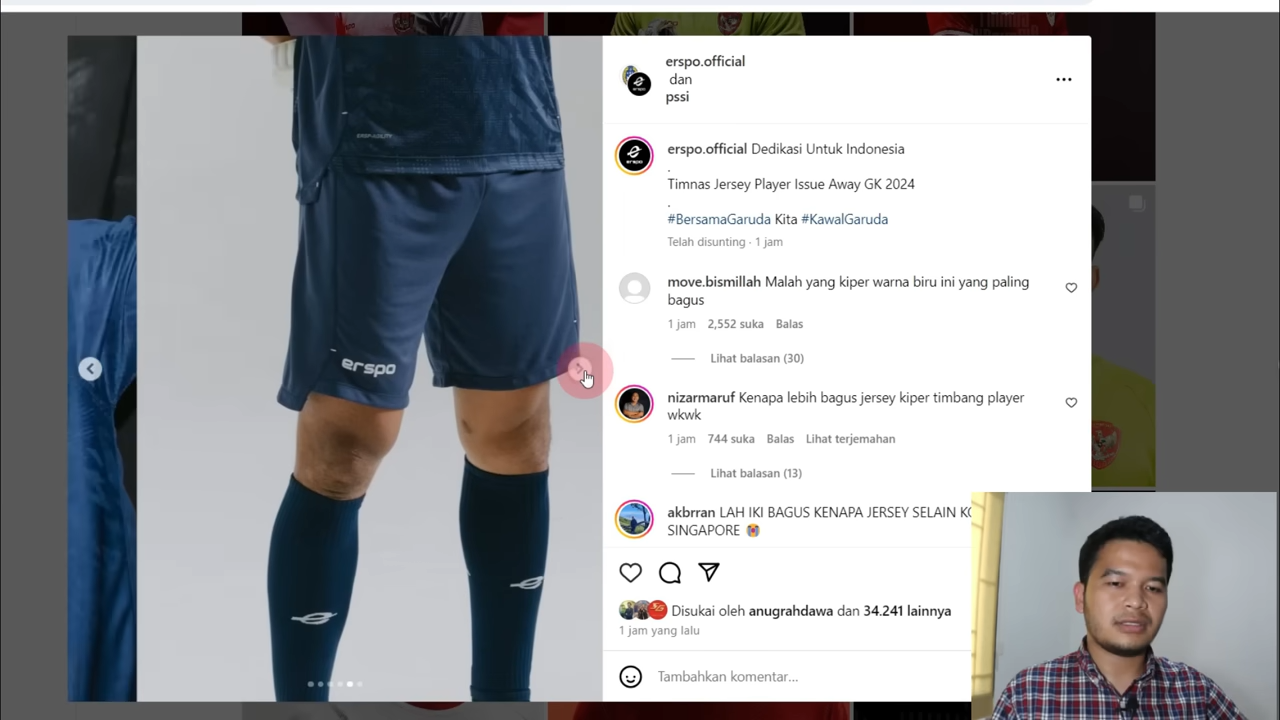 erspo.official
dan
pssi
erspo.official Dedikasi Untuk Indonesia
.
Timnas Jersey Player Issue Away GK 2024
.
#BersamaGaruda Kita #KawalGaruda
Telah disunting · 1 jam
move.bismillah Malah yang kiper warna biru ini yang paling
bagus
1 jam 2,552 suka Balas
Lihat balasan (30)
nizarmaruf Kenapa lebih bagus jersey kiper timbang player
wkwk
1 jam 744 suka Balas Lihat terjemahan
Lihat balasan (13)
akbrran LAH IKI BAGUS KENAPA JERSEY SELAIN
SINGAPORE
Disukai oleh anugrahdawa dan 34.241 lainnya
1 jam yang lalu
Tambahkan komentar...
erspo